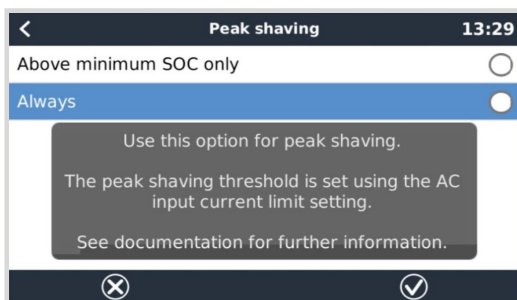 Peak shaving 13:29
Above minimum SOC only
Always
Use this option for peak shaving.
The peak shaving threshold is set using the AC
input current limit setting.
See documentation for further information.